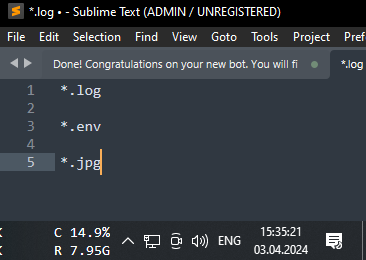 *.log • - Sublime Text (ADMIN / UNREGISTERED)
File Edit Selection Find View Goto Tools Project
Done! Congratulations on your new bot. You will fi
*.log
1 *.log
2
3 *.env
4
5 *.jpg
C 14.9%
R 7.95G
ENG
15:35:21
03.04.2024